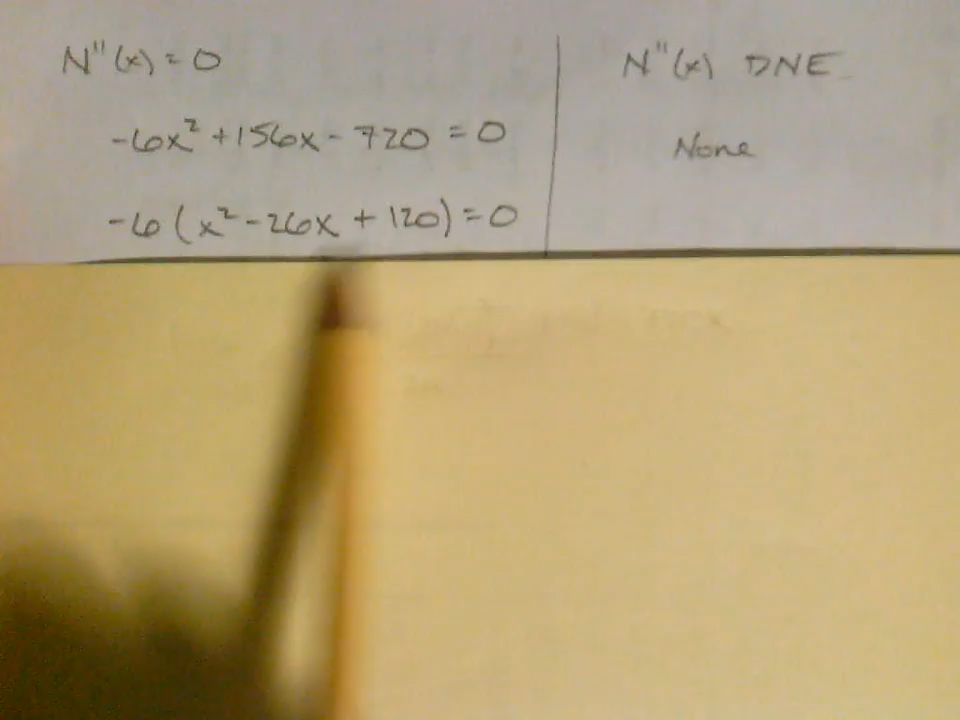 N"(x) = 0
-6x² + 156x - 720 = 0
-6(x² - 26x + 120) = 0
N"(x) DNE
None